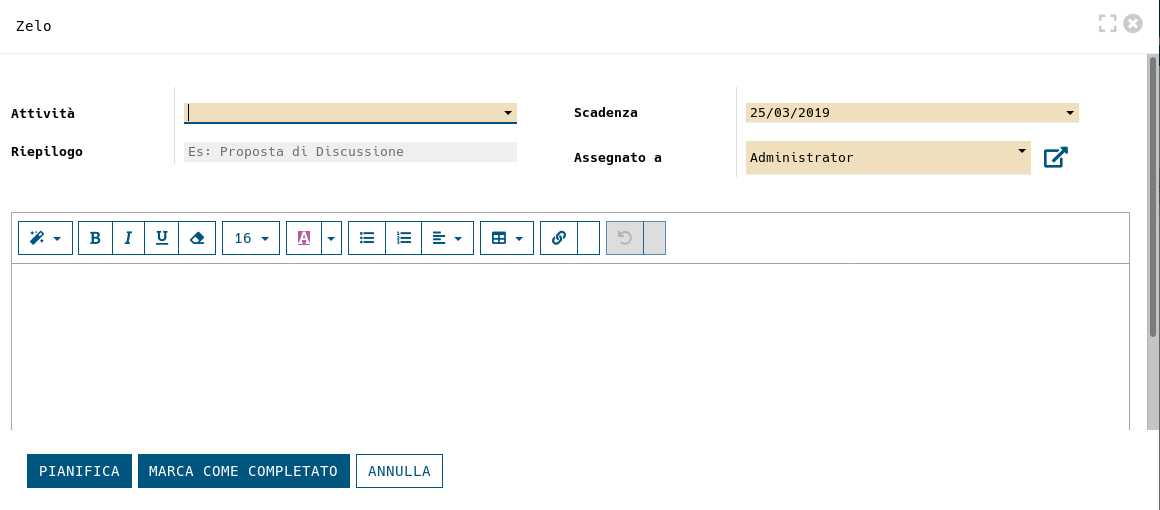 Zelo
Attività
Scadenza 25/03/2019
Riepilogo Es: Proposta di Discussione
Assegnato a Administrator
B I U 16 A
PIANIFICA MARCA COME COMPLETATO ANNULLA